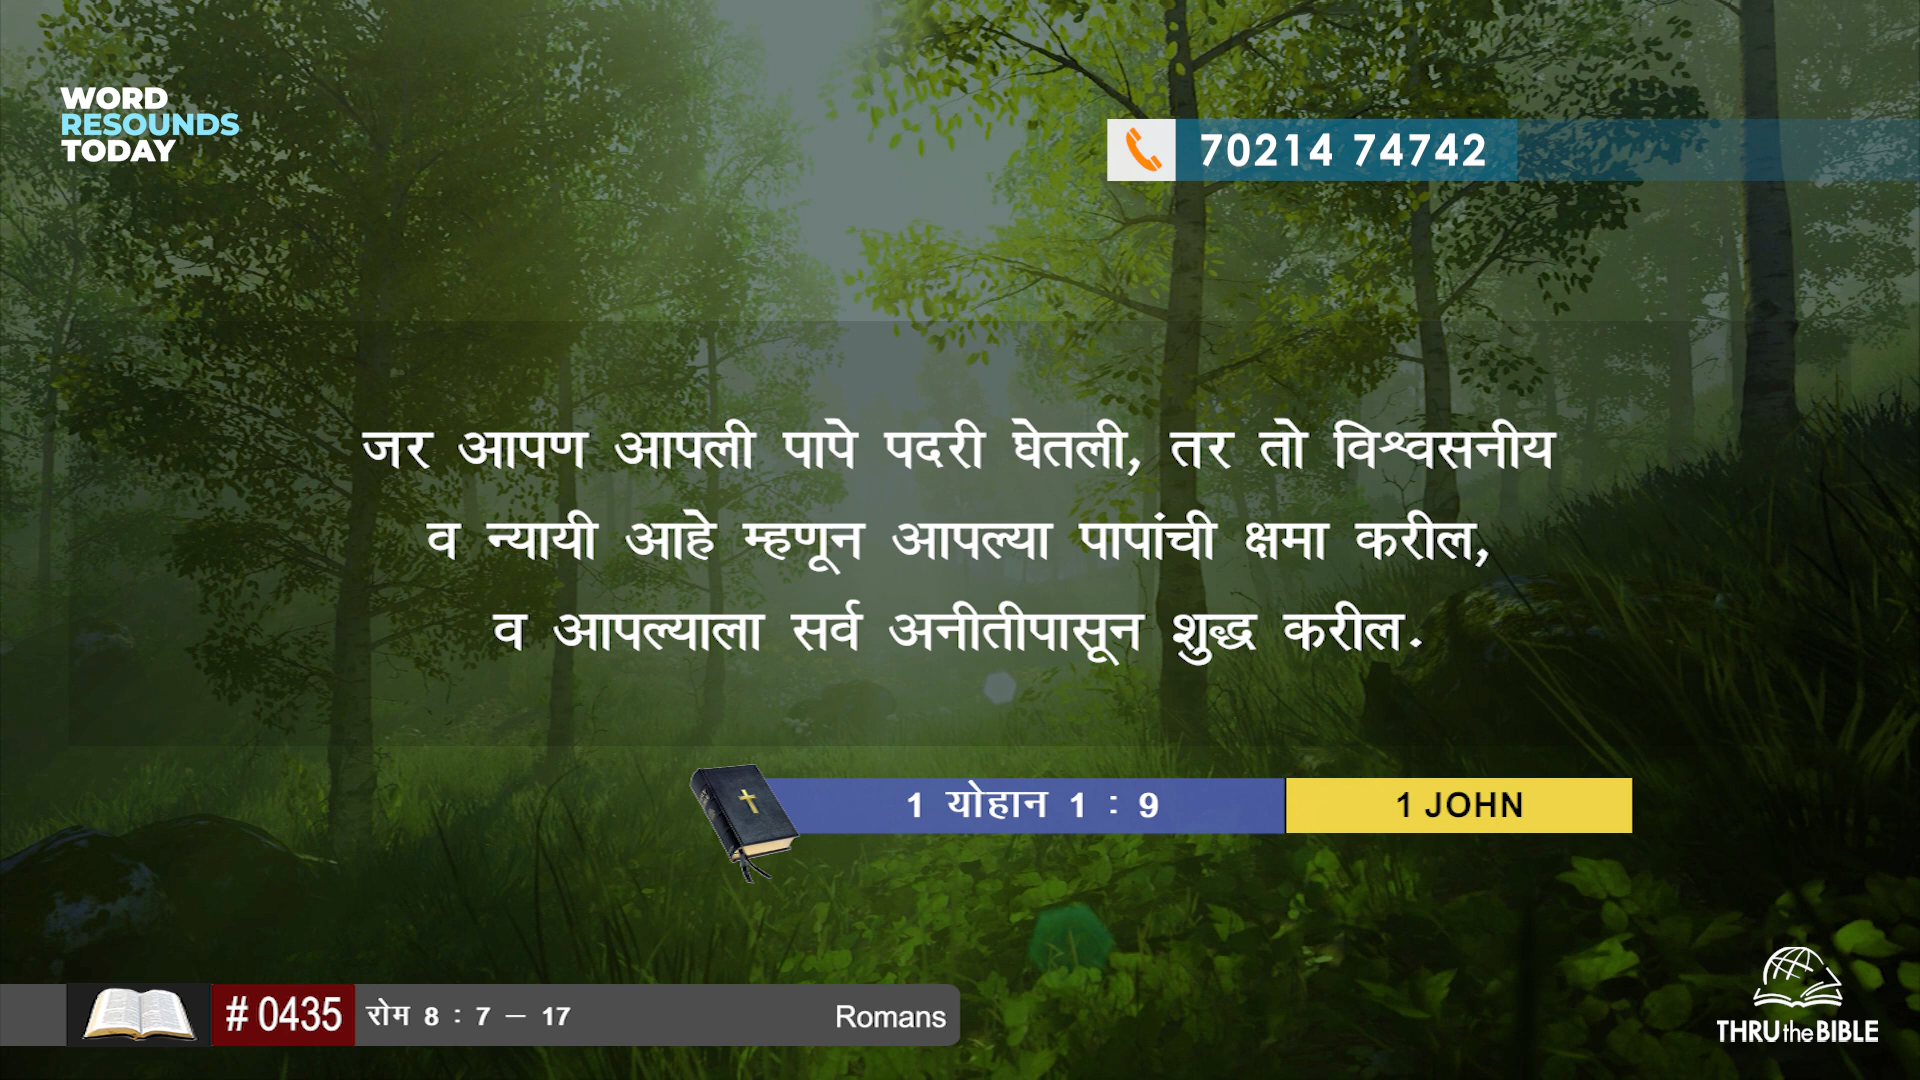 WORD
RESOUNDS
TODAY
70214 74742
जर आपण आपली पापे पदरी घेतली, तर तो विश्वसनीय
व न्यायी आहे म्हणून आपल्या पापांची क्षमा करील,
व आपल्याला सर्व अनीतीपासून शुद्ध करील.
1 योहान 1 : 9
1 JOHN
# 0435
रोम 8 : 7 – 17
Romans
THRU the BIBLE